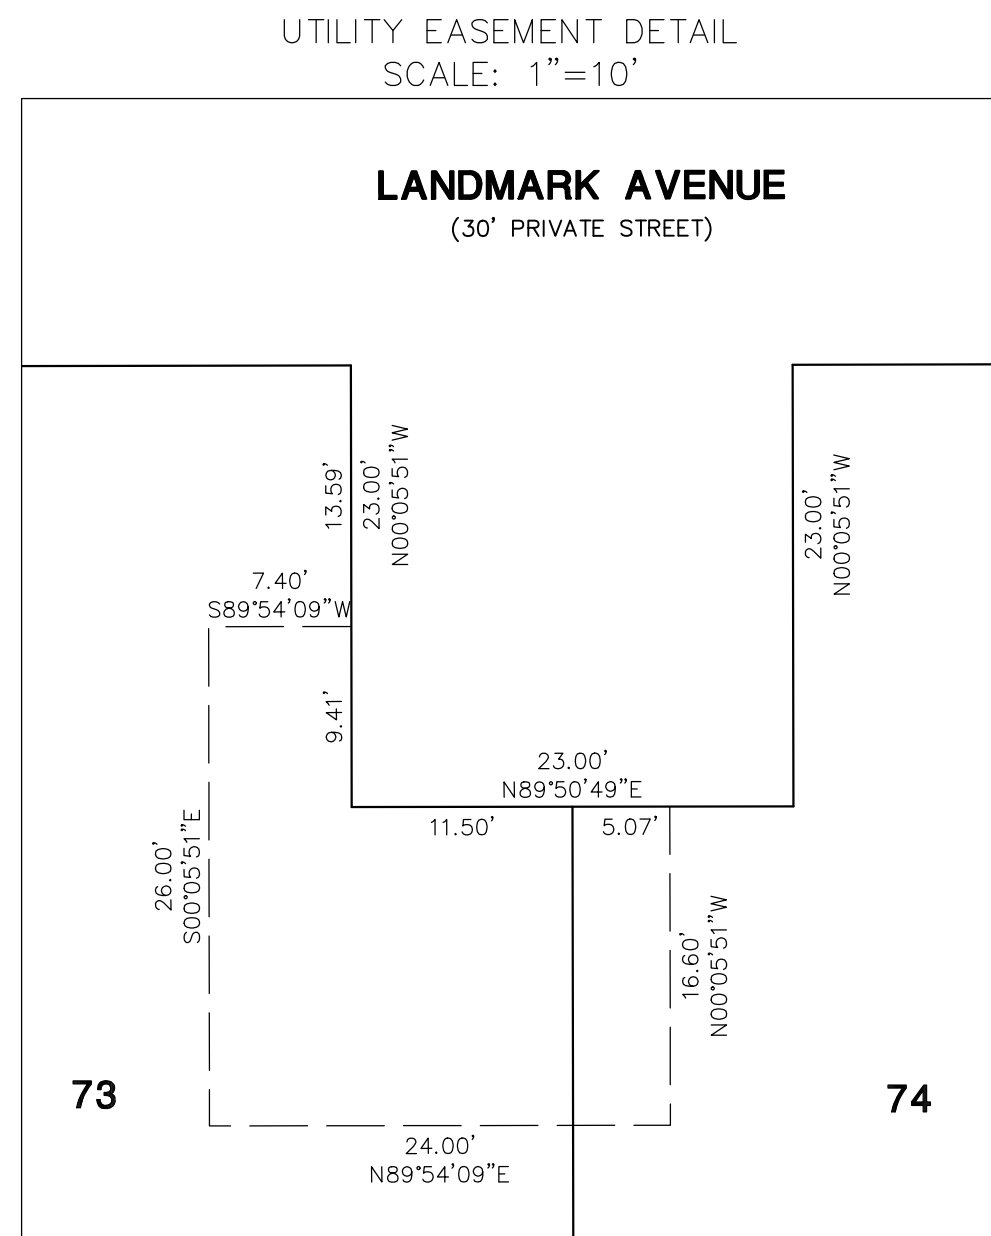 UTILITY EASEMENT DETAIL
SCALE: 1"=10'
LANDMARK AVENUE
(30' PRIVATE STREET)
13.59'
23.00'
N00°05'51"W
23.00'
N00°05'51"W
7.40'
S89°54'09"W
9.41'
23.00'
N89°50'49"E
11.50'
5.07'
26.00'
S00°05'51"E
16.60'
N00°05'51"W
73
74
24.00'
N89°54'09"E